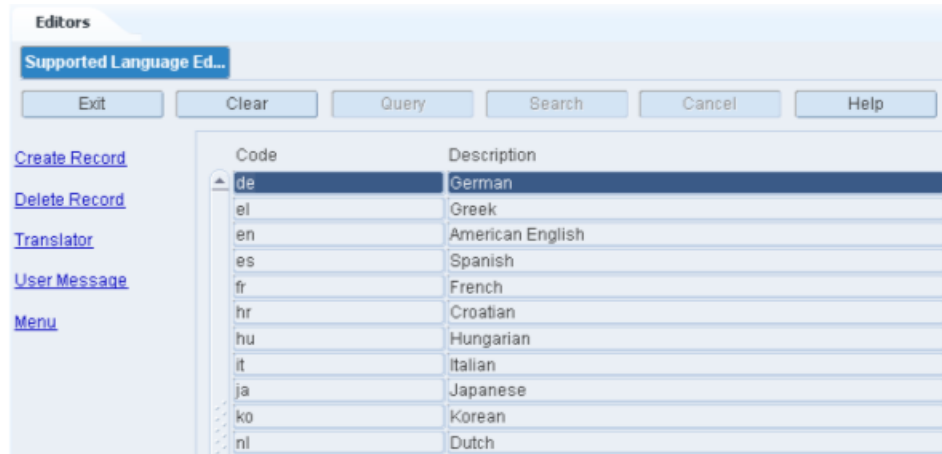 Editors
Supported Language Ed...
Exit Clear Query Search Cancel Help
Create Record
Delete Record
Translator
User Message
Menu
Code Description
de German
el Greek
en American English
es Spanish
fr French
hr Croatian
hu Hungarian
it Italian
ja Japanese
ko Korean
nl Dutch